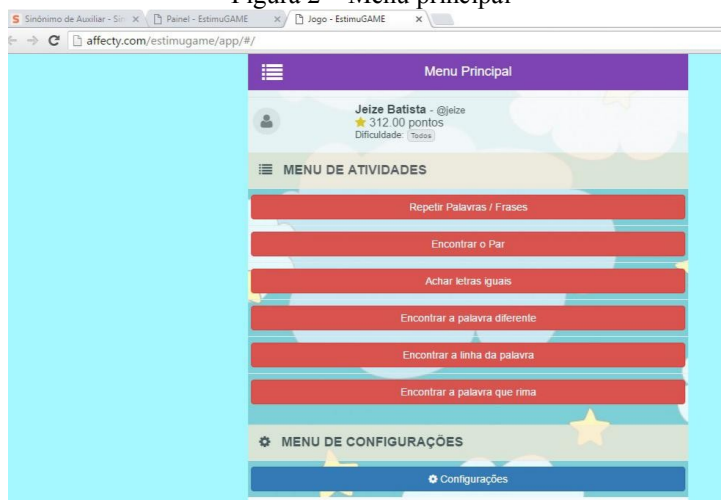 Figura 2 – Menu principal
Sinônimo de Auxiliar - Sin
Painel - EstimuGAME
Jogo - EstimuGAME
affecty.com/estimugame/app/#/
Menu Principal
Jeize Batista - @jeize
312.00 pontos
Dificuldade: Todos
MENU DE ATIVIDADES
Repetir Palavras / Frases
Encontrar o Par
Achar letras iguais
Encontrar a palavra diferente
Encontrar a linha da palavra
Encontrar a palavra que rima
MENU DE CONFIGURAÇÕES
Configurações